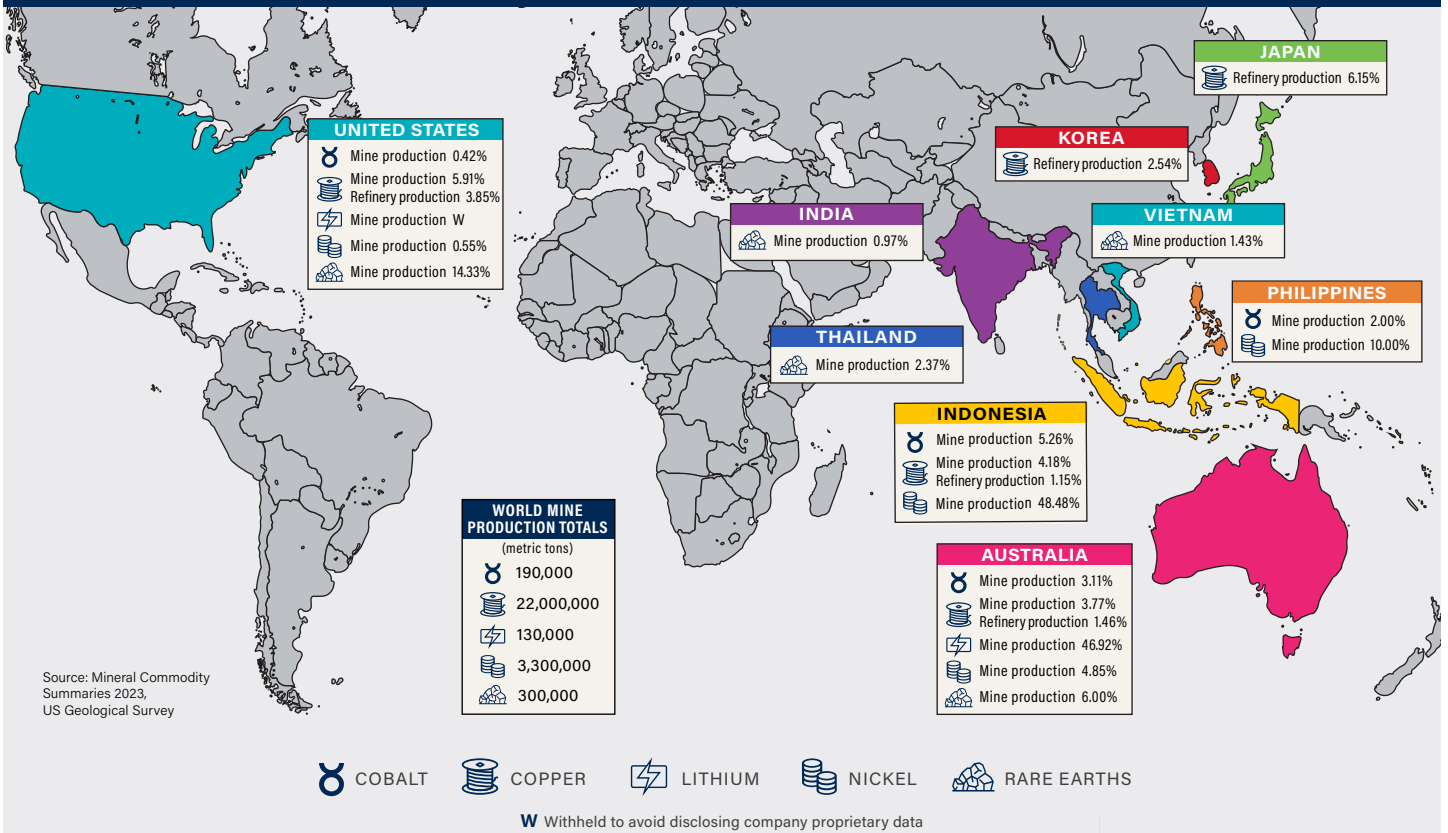 JAPAN
Refinery production 6.15%
UNITED STATES
Mine production 0.42%
Mine production 5.91%
Refinery production 3.85%
Mine production W
Mine production 0.55%
Mine production 14.33%
KOREA
Refinery production 2.54%
INDIA
Mine production 0.97%
VIETNAM
Mine production 1.43%
PHILIPPINES
Mine production 2.00%
Mine production 10.00%
THAILAND
Mine production 2.37%
INDONESIA
Mine production 5.26%
Mine production 4.18%
Refinery production 1.15%
Mine production 48.48%
WORLD MINE
PRODUCTION TOTALS
(metric tons)
190,000
22,000,000
130,000
3,300,000
300,000
AUSTRALIA
Mine production 3.11%
Mine production 3.77%
Refinery production 1.46%
Mine production 46.92%
Mine production 4.85%
Mine production 6.00%
Source: Mineral Commodity
Summaries 2023,
US Geological Survey
COBALT COPPER LITHIUM NICKEL RARE EARTHS
W Withheld to avoid disclosing company proprietary data